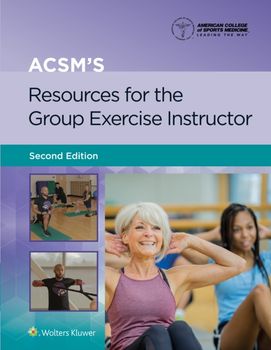 AMERICAN COLLEGE
of SPORTS MEDICINE
LEADING THE WAY
ACSM'S
Resources for the
Group Exercise Instructor
Second Edition
Wolters Kluwer